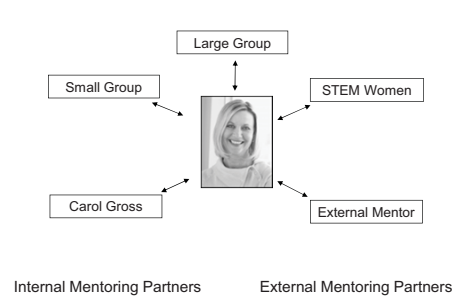 Large Group
Small Group
STEM Women
Carol Gross
External Mentor
Internal Mentoring Partners
External Mentoring Partners